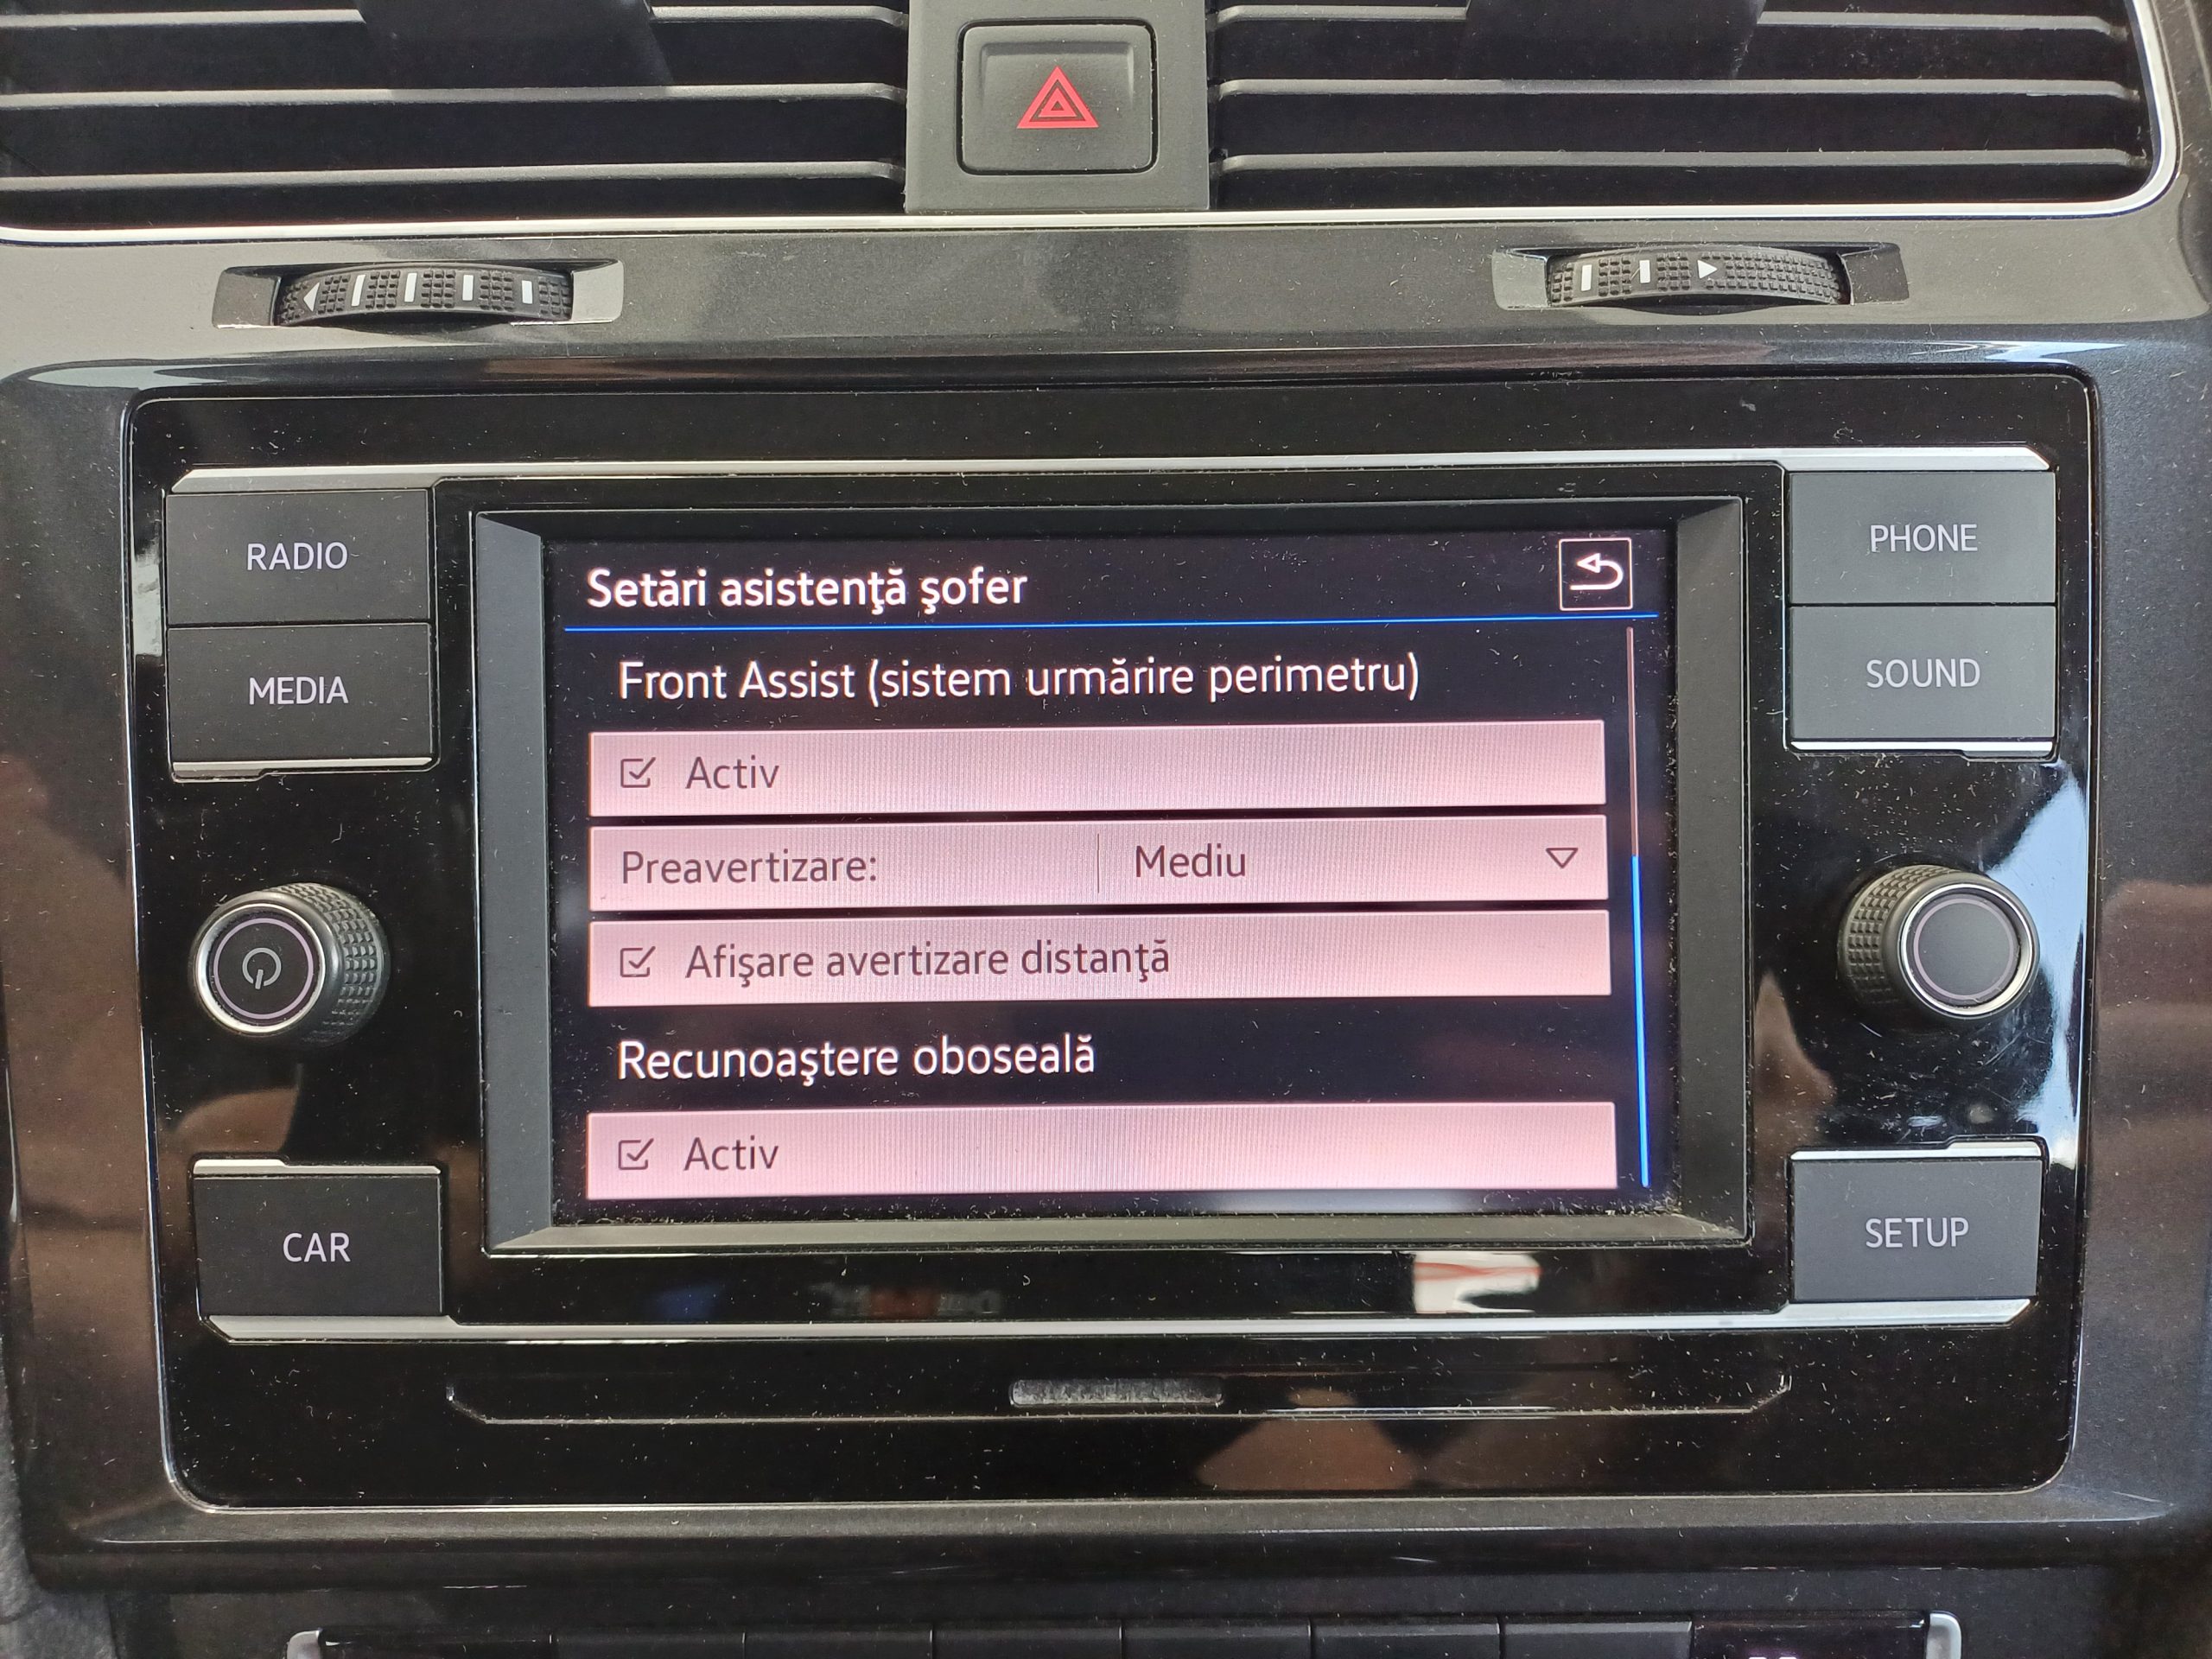 RADIO
MEDIA
CAR
Setări asistenţă şofer
Front Assist (sistem urmărire perimetru)
Activ
Preavertizare: Mediu
Afişare avertizare distanţă
Recunoaştere oboseală
Activ
PHONE
SOUND
SETUP